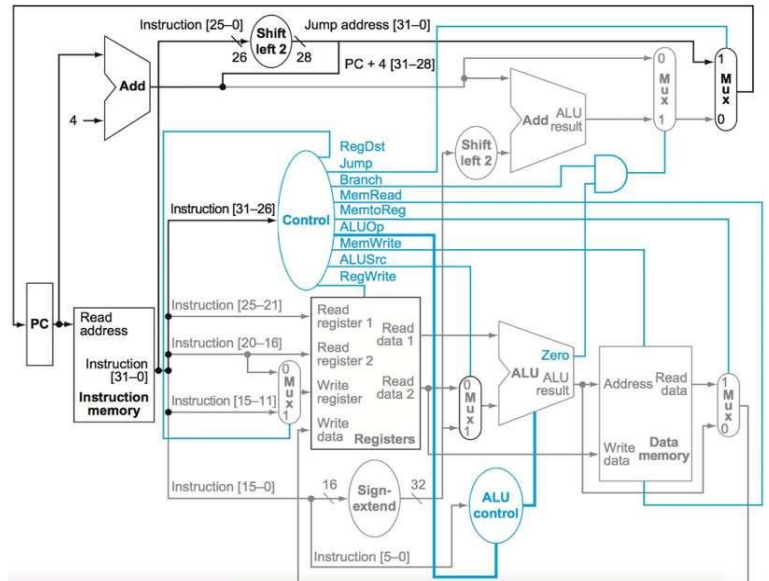 Instruction [25–0]
Shift
left 2
Jump address [31–0]
26
28
PC + 4 [31–28]
Add
4
0
M
u
x
1
1
M
u
x
0
Add
ALU
result
Shift
left 2
RegDst
Jump
Branch
MemRead
MemtoReg
ALUOp
MemWrite
ALUSrc
RegWrite
Control
Instruction [31–26]
PC
Read
address
Instruction
[31–0]
Instruction
memory
Instruction [25–21]
Instruction [20–16]
Instruction [15–11]
0
M
u
x
1
Read
register 1
Read
register 2
Write
register
Write
data
Read
data 1
Read
data 2
Registers
0
M
u
x
1
Zero
ALU
ALU
result
Address
Read
data
Write
data
Data
memory
1
M
u
x
0
Instruction [15–0]
16
Sign-
extend
32
ALU
control
Instruction [5–0]